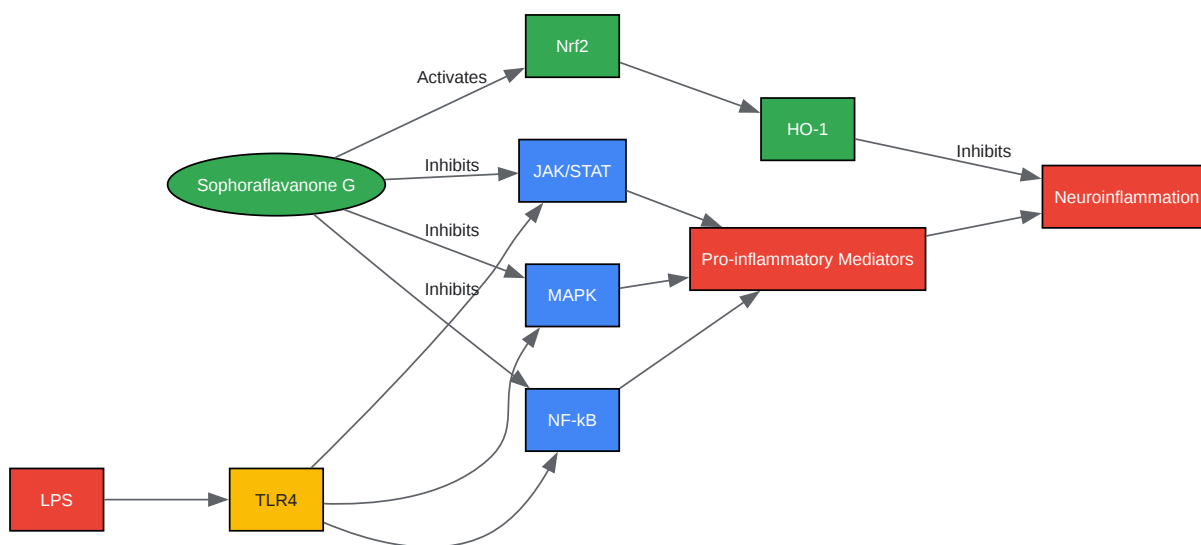 Nrf2
Activates
HO-1
Inhibits
JAK/STAT
Inhibits
Sophoraflavanone G
Neuroinflammation
Inhibits
Pro-inflammatory Mediators
Inhibits
MAPK
NF-kB
LPS
TLR4